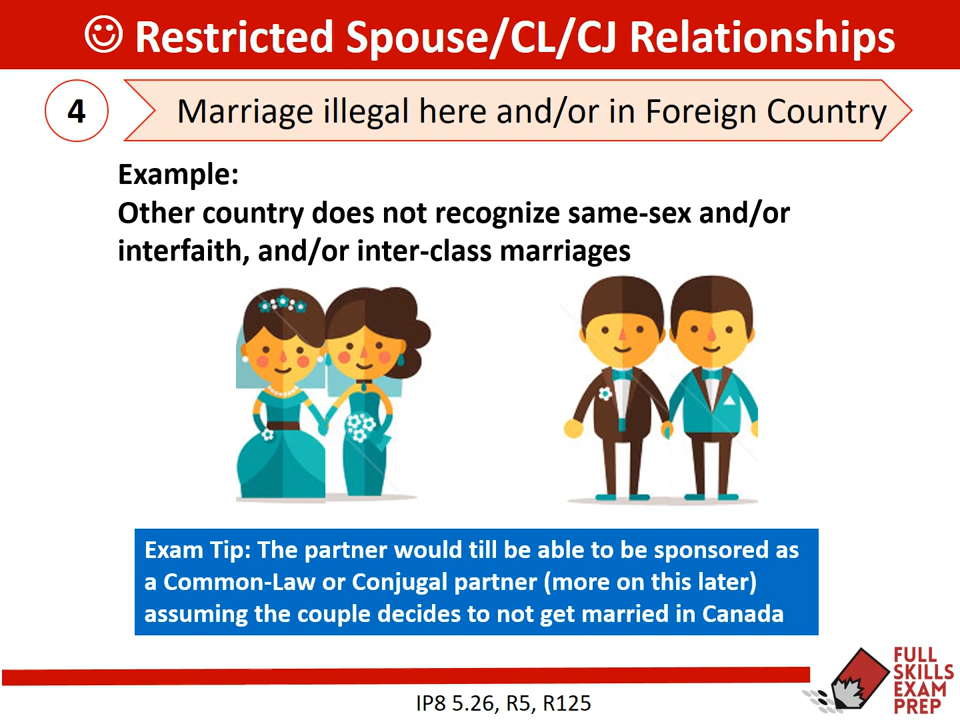 ☺ Restricted Spouse/CL/CJ Relationships
4
Marriage illegal here and/or in Foreign Country
Example:
Other country does not recognize same-sex and/or
interfaith, and/or inter-class marriages
Exam Tip: The partner would till be able to be sponsored as
a Common-Law or Conjugal partner (more on this later)
assuming the couple decides to not get married in Canada
IP8 5.26, R5, R125
FULL
SKILLS
EXAM
PREP